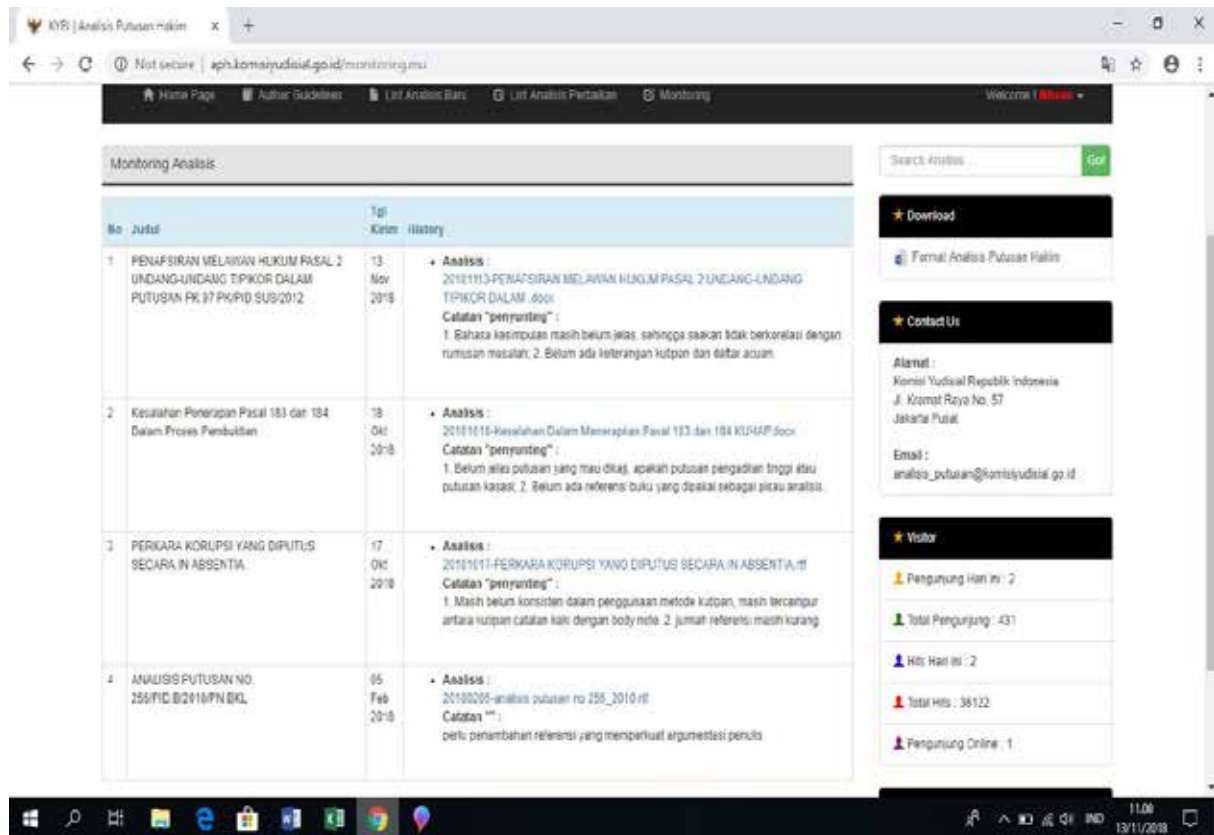 KYRI | Analisis Putusan Hakim
Not secure | aph.komisiyudisial.go.id/monitoring.mu
Home Page Author Guidelines List Analisis Baru List Analisis Perbaikan Monitoring Welcome !
Monitoring Analisis
Search Analisis ... Go!
No Judul Tgl Kirim History
1 PENAFSIRAN MELAWAN HUKUM PASAL 2
UNDANG-UNDANG TIPIKOR DALAM
PUTUSAN PK 97 PK/PID.SUS/2012
13
Nov
2018
Analisis :
20181113-PENAFSIRAN MELAWAN HUKUM PASAL 2 UNDANG-UNDANG
TIPIKOR DALAM .docx
Catatan "penyunting" :
1. Bahasa kesimpulan masih belum jelas, sehingga seakan tidak berkorelasi dengan
rumusan masalah; 2. Belum ada keterangan kutipan dan daftar acuan.
2 Kesalahan Penerapan Pasal 183 dan 184
Dalam Proses Pembuktian
18
Okt
2018
Analisis :
20181018-Kesalahan Dalam Menerapkan Pasal 183 dan 184 KUHAP.docx
Catatan "penyunting" :
1. Belum jelas putusan yang mau dikaji, apakah putusan pengadilan tinggi atau
putusan kasasi; 2. Belum ada referensi buku yang dipakai sebagai pisau analisis.
3 PERKARA KORUPSI YANG DIPUTUS
SECARA IN ABSENTIA
17
Okt
2018
Analisis :
20181017-PERKARA KORUPSI YANG DIPUTUS SECARA IN ABSENTIA.rtf
Catatan "penyunting" :
1. Masih belum konsisten dalam penggunaan metode kutipan, masih tercampur
antara kutipan catatan kaki dengan body note. 2. jumlah referensi masih kurang
4 ANALISIS PUTUSAN NO.
255/PID.B/2010/PN.BKL
05
Feb
2018
Analisis :
20180205-analisis putusan no 255_2010.rtf
Catatan "" :
perlu penambahan referensi yang memperkuat argumentasi penulis
Download
Format Analisis Putusan Hakim
Contact Us
Alamat :
Komisi Yudisial Republik Indonesia
Jl. Kramat Raya No. 57
Jakarta Pusat
Email :
analisis_putusan@komisiyudisial.go.id
Visitor
Pengunjung Hari ini : 2
Total Pengunjung : 431
Hits Hari ini : 2
Total Hits : 38122
Pengunjung Online : 1
IND
11.00
13/11/2018